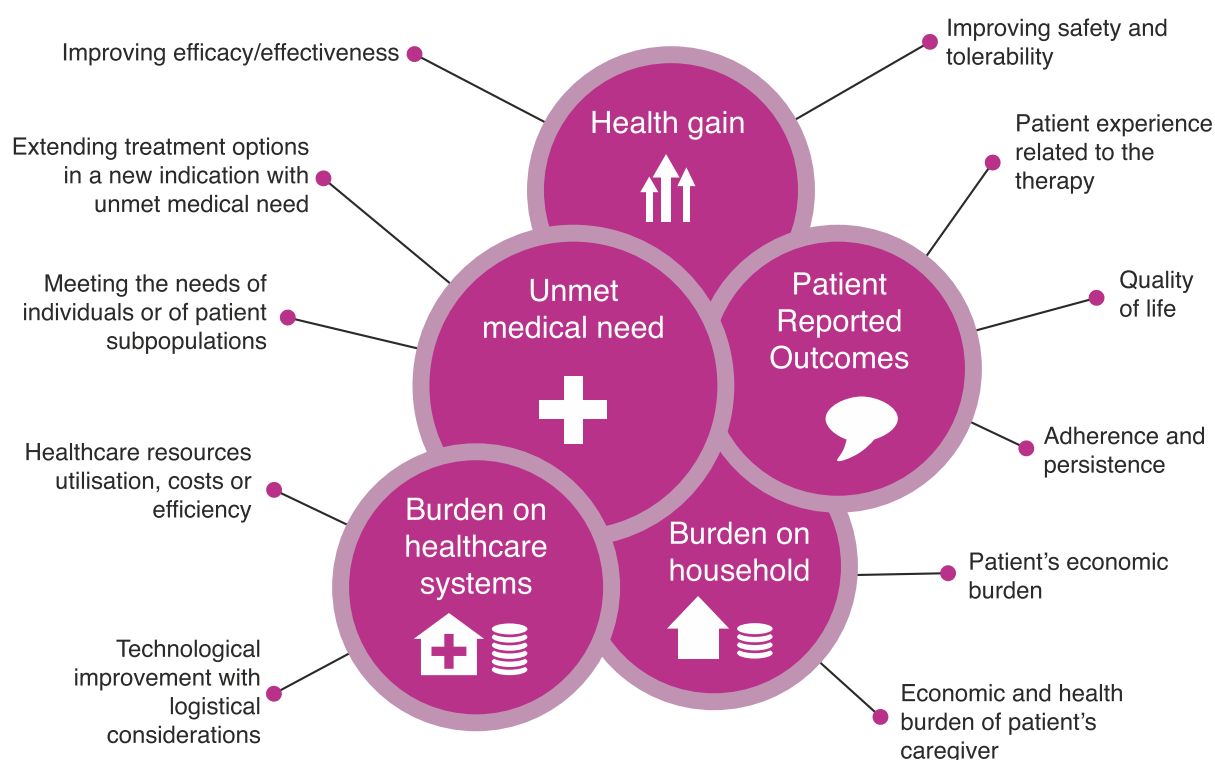 Improving efficacy/effectiveness
Improving safety and
tolerability
Health gain
Patient experience
related to the
therapy
Extending treatment options
in a new indication with
unmet medical need
Unmet
medical need
Patient
Reported
Outcomes
Quality
of life
Meeting the needs of
individuals or of patient
subpopulations
Adherence and
persistence
Healthcare resources
utilisation, costs or
efficiency
Burden on
healthcare
systems
Burden on
household
Patient’s economic
burden
Technological
improvement with
logistical
considerations
Economic and health
burden of patient’s
caregiver